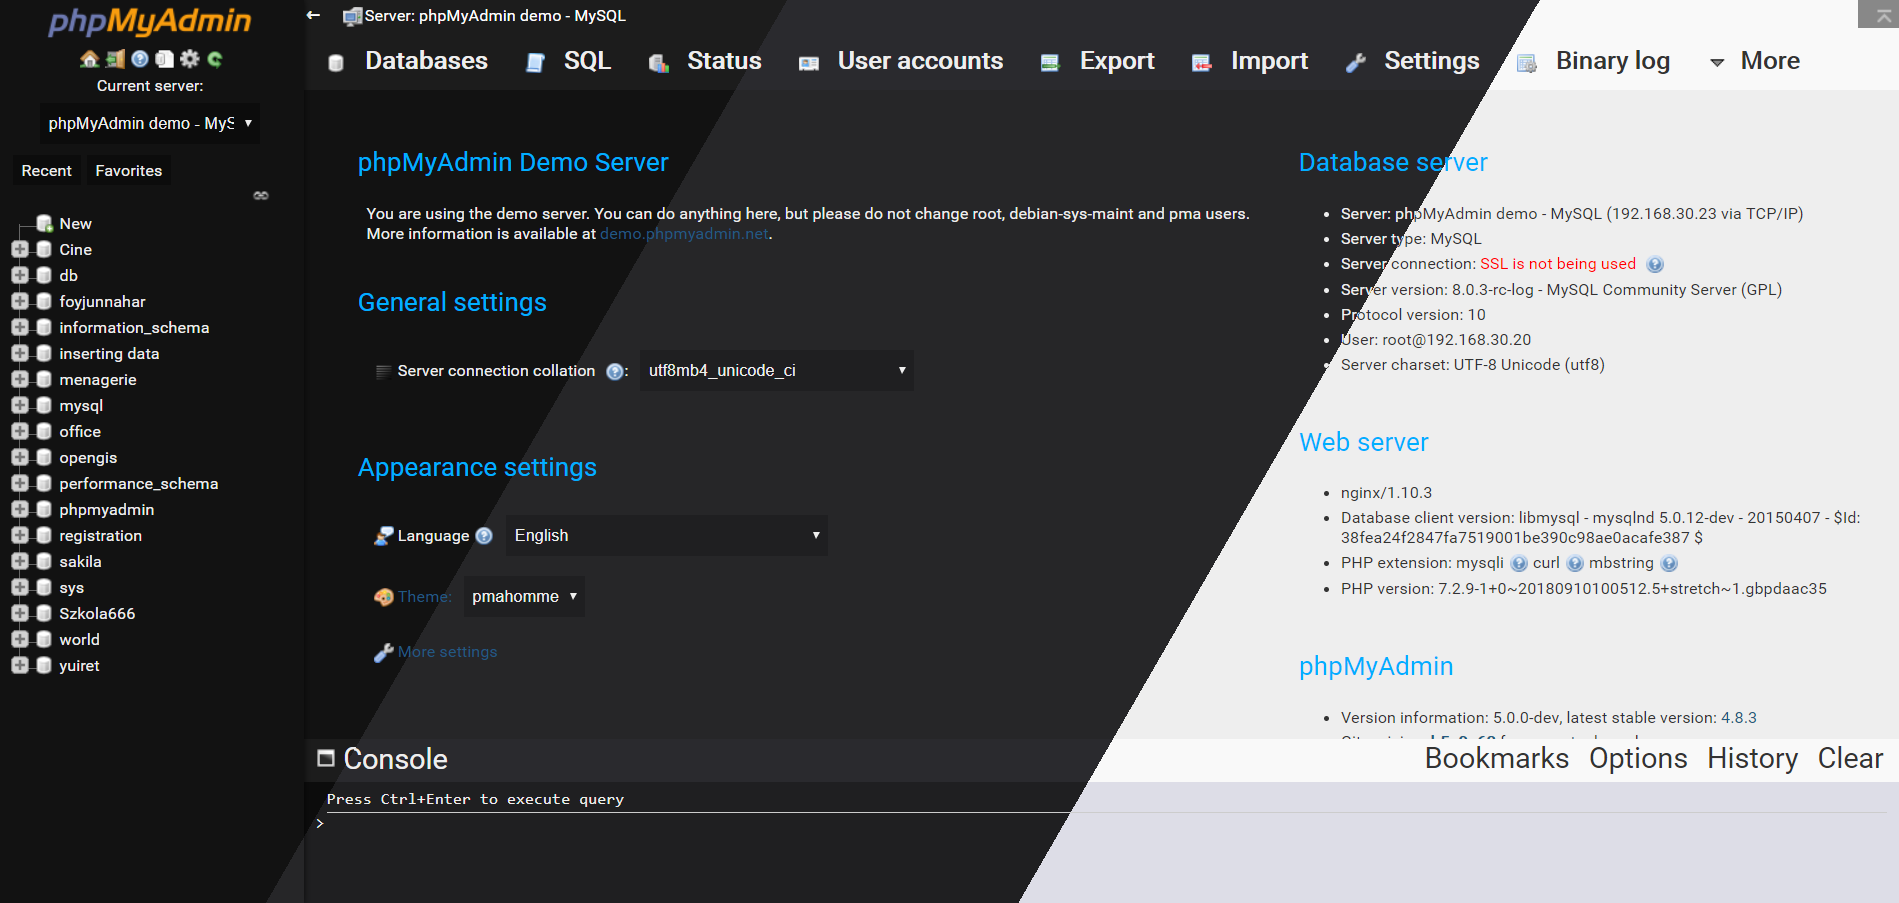 phpMyAdmin
Current server:
phpMyAdmin demo - MyS
Recent Favorites
New
Cine
db
foyjunnahar
information_schema
inserting data
menagerie
mysql
office
opengis
performance_schema
phpmyadmin
registration
sakila
sys
Szkola666
world
yuiret
Server: phpMyAdmin demo - MySQL
Databases SQL Status User accounts Export Import Settings Binary log More
phpMyAdmin Demo Server
You are using the demo server. You can do anything here, but please do not change root, debian-sys-maint and pma users.
More information is available at demo.phpmyadmin.net.
General settings
Server connection collation : utf8mb4_unicode_ci
Appearance settings
Language English
Theme: pmahomme
More settings
Database server
Server: phpMyAdmin demo - MySQL (192.168.30.23 via TCP/IP)
Server type: MySQL
Server connection: SSL is not being used
Server version: 8.0.3-rc-log - MySQL Community Server (GPL)
Protocol version: 10
User: root@192.168.30.20
Server charset: UTF-8 Unicode (utf8)
Web server
nginx/1.10.3
Database client version: libmysql - mysqlnd 5.0.12-dev - 20150407 - $Id:
38fea24f2847fa7519001be390c98ae0acafe387 $
PHP extension: mysqli curl mbstring
PHP version: 7.2.9-1+0~20180910100512.5+stretch~1.gbpdaac35
phpMyAdmin
Version information: 5.0.0-dev, latest stable version: 4.8.3
Console
Bookmarks Options History Clear
Press Ctrl+Enter to execute query
>